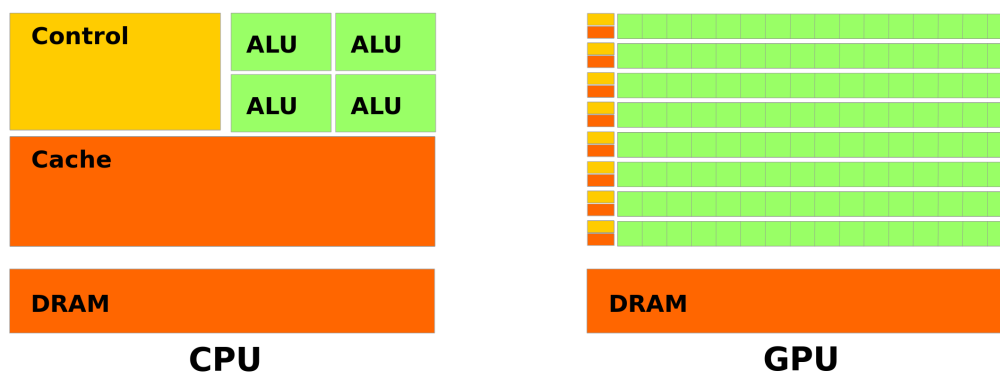 Control
ALU ALU
ALU ALU
Cache
DRAM
CPU
DRAM
GPU